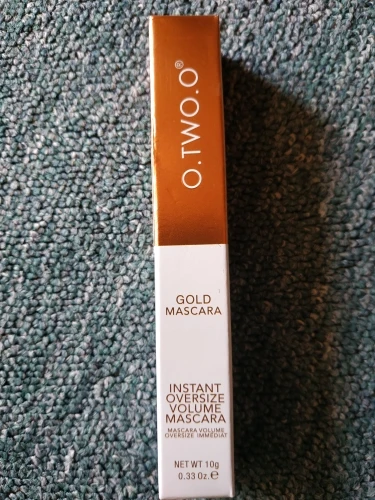 O.TWO.O®
GOLD
MASCARA
INSTANT
OVERSIZE
VOLUME
MASCARA
MASCARA VOLUME
OVERSIZE IMMÉDIAT
NET WT 10g
0.33 Oz.℮